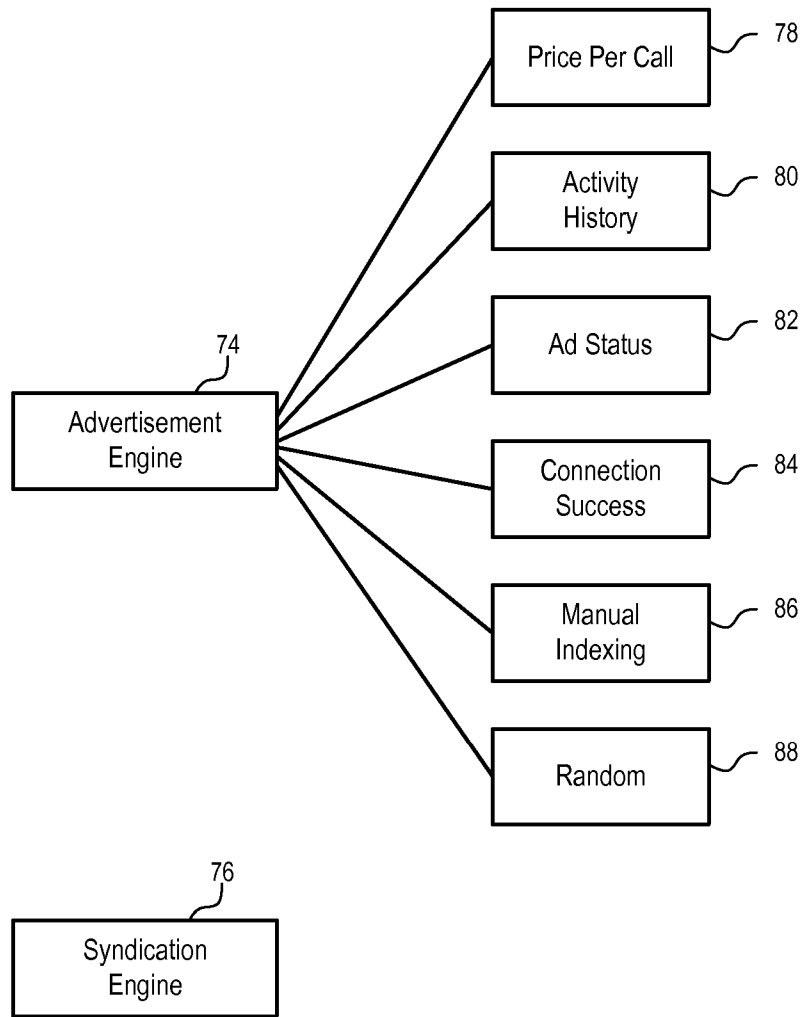 Price Per Call
78
Activity
History
80
Ad Status
82
74
Advertisement
Engine
Connection
Success
84
Manual
Indexing
86
Random
88
76
Syndication
Engine